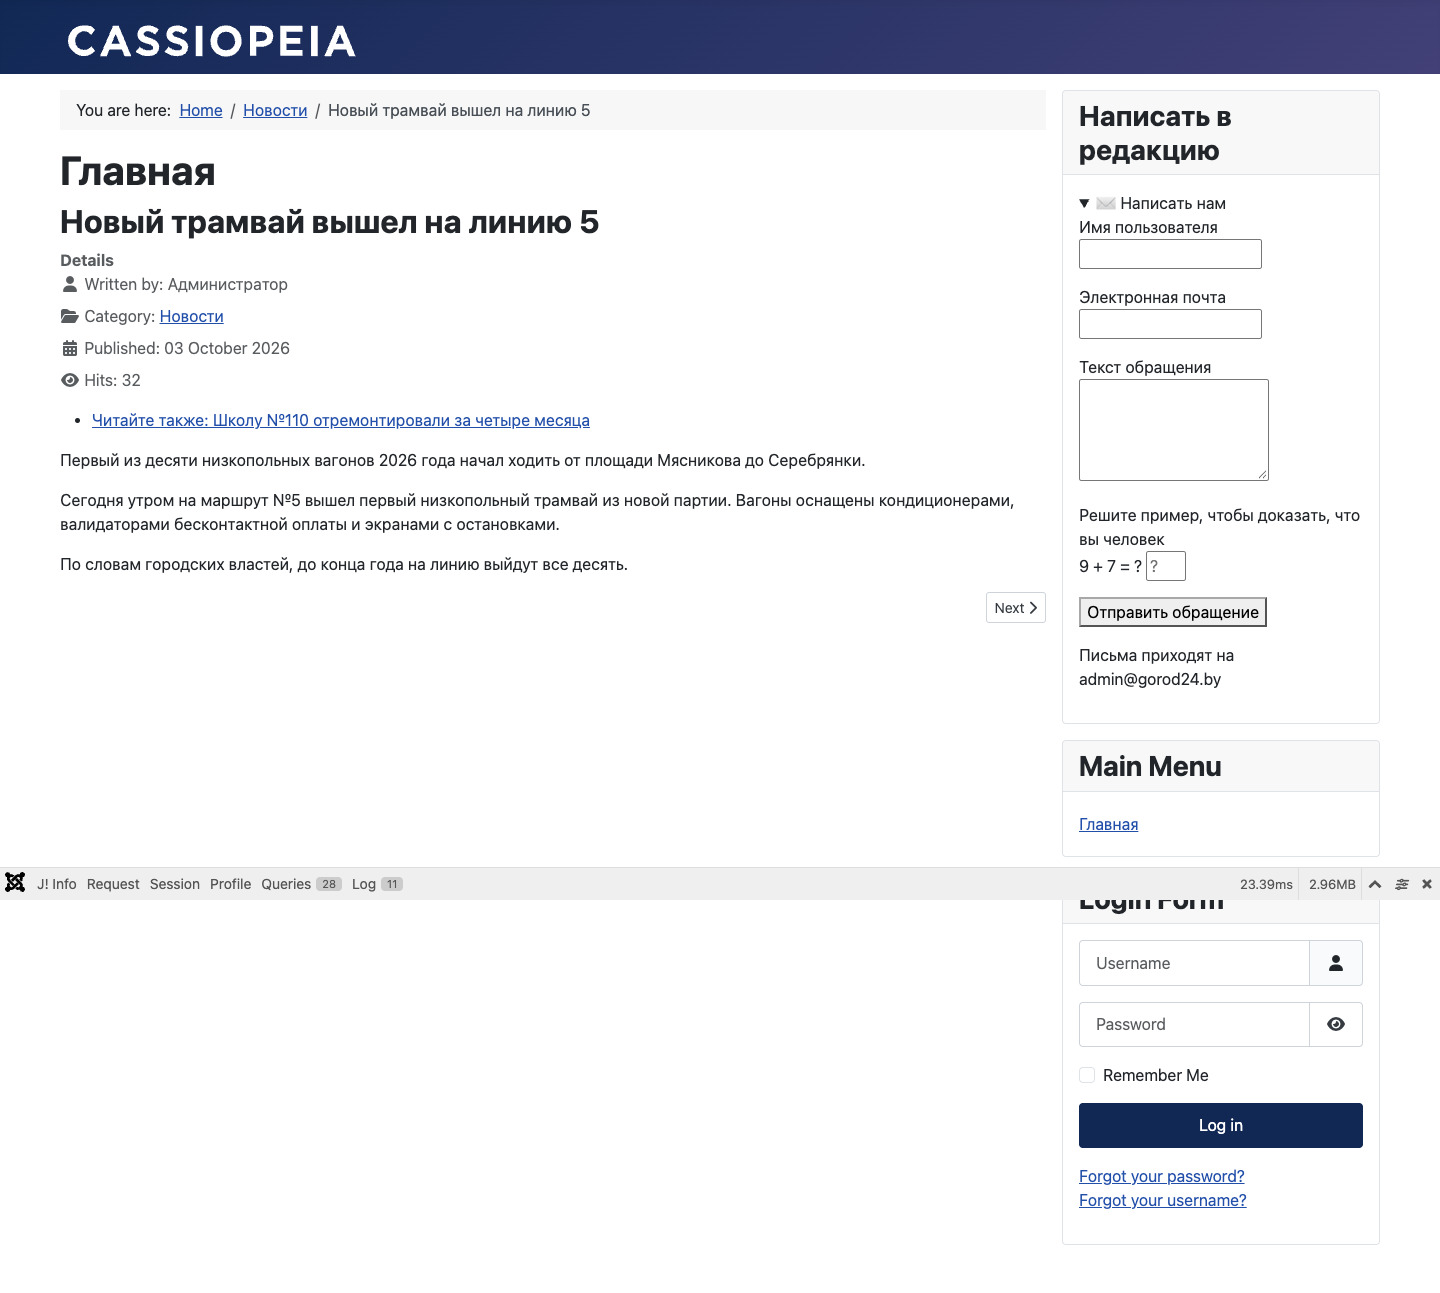 CASSIOPEIA
You are here: Home / Новости / Новый трамвай вышел на линию 5
Главная
Новый трамвай вышел на линию 5
Details
Written by: Администратор
Category: Новости
Published: 03 October 2026
Hits: 32
Читайте также: Школу №110 отремонтировали за четыре месяца
Первый из десяти низкопольных вагонов 2026 года начал ходить от площади Мясникова до Серебрянки.
Сегодня утром на маршрут №5 вышел первый низкопольный трамвай из новой партии. Вагоны оснащены кондиционерами,
валидаторами бесконтактной оплаты и экранами с остановками.
По словам городских властей, до конца года на линию выйдут все десять.
Next
Написать в
редакцию
Написать нам
Имя пользователя
Электронная почта
Текст обращения
Решите пример, чтобы доказать, что
вы человек
9 + 7 = ? ?
Отправить обращение
Письма приходят на
admin@gorod24.by
Main Menu
Главная
J! Info Request Session Profile Queries 28 Log 11 23.39ms 2.96MB
Login Form
Username
Password
Remember Me
Log in
Forgot your password?
Forgot your username?